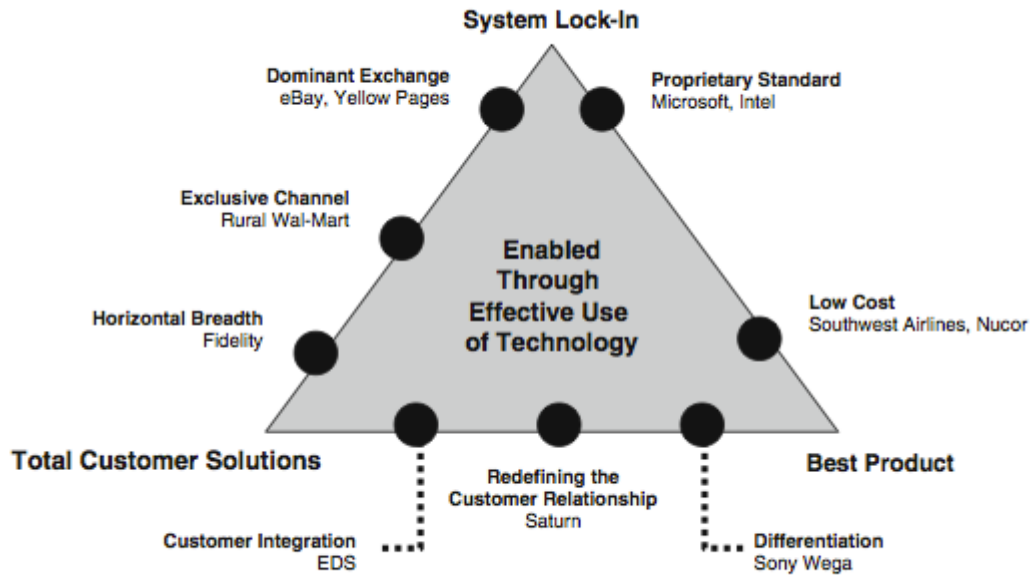 System Lock-In
Dominant Exchange
eBay, Yellow Pages
Proprietary Standard
Microsoft, Intel
Exclusive Channel
Rural Wal-Mart
Enabled
Through
Effective Use
of Technology
Horizontal Breadth
Fidelity
Low Cost
Southwest Airlines, Nucor
Total Customer Solutions
Best Product
Redefining the
Customer Relationship
Saturn
Customer Integration
EDS
Differentiation
Sony Wega